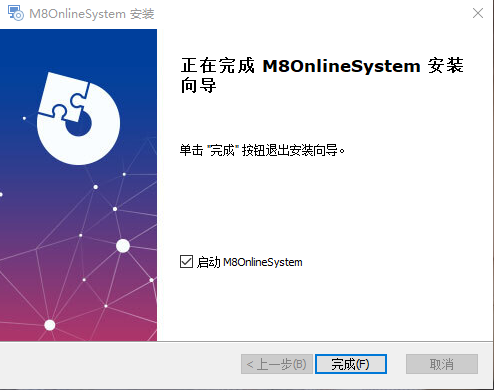 M8OnlineSystem 安装
正在完成 M8OnlineSystem 安装
向导
单击 "完成" 按钮退出安装向导。
启动 M8OnlineSystem
< 上一步(B)
完成(F)
取消